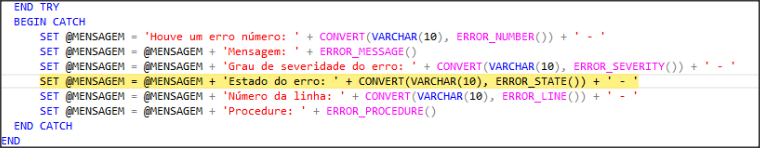 END TRY
BEGIN CATCH
SET @MENSAGEM = 'Houve um erro número: ' + CONVERT(VARCHAR(10), ERROR_NUMBER()) + ' - '
SET @MENSAGEM = @MENSAGEM + 'Mensagem: ' + ERROR_MESSAGE()
SET @MENSAGEM = @MENSAGEM + 'Grau de severidade do erro: ' + CONVERT(VARCHAR(10), ERROR_SEVERITY()) + ' - '
SET @MENSAGEM = @MENSAGEM + 'Estado do erro: ' + CONVERT(VARCHAR(10), ERROR_STATE()) + ' - '
SET @MENSAGEM = @MENSAGEM + 'Número da linha: ' + CONVERT(VARCHAR(10), ERROR_LINE()) + ' - '
SET @MENSAGEM = @MENSAGEM + 'Procedure: ' + ERROR_PROCEDURE()
END CATCH
END